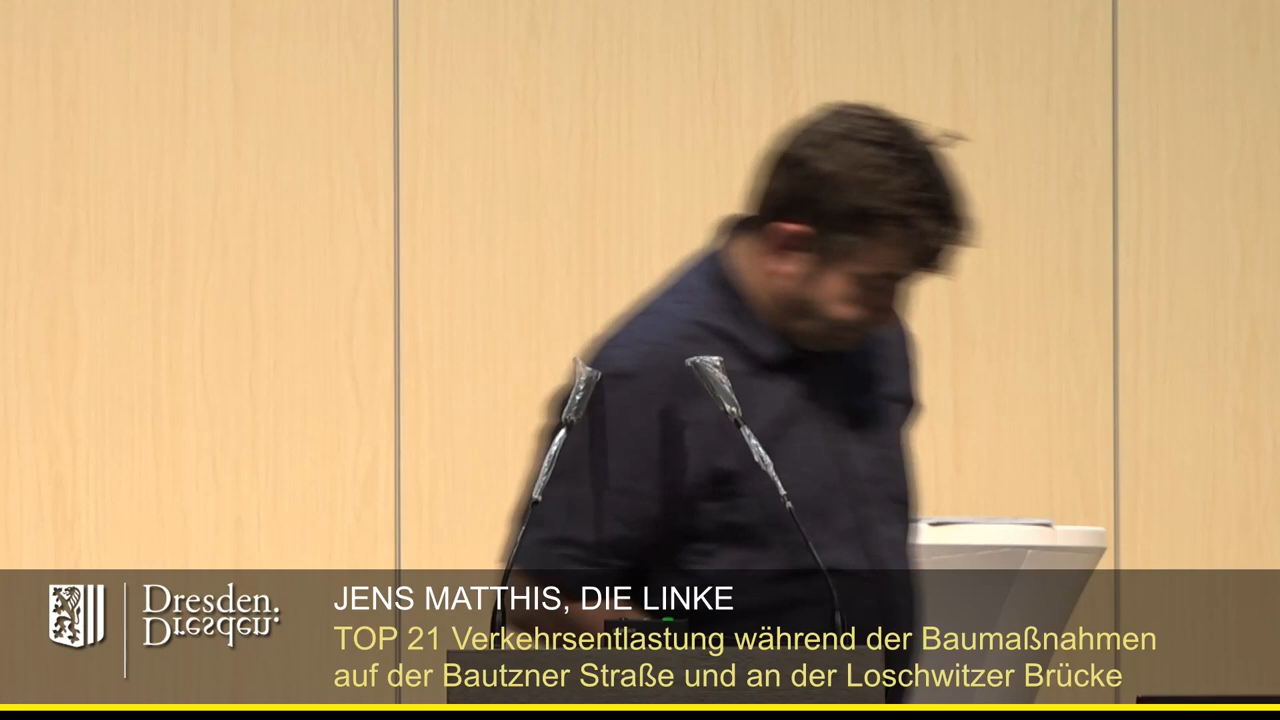 Dresden.
Dresden.
JENS MATTHIS, DIE LINKE
TOP 21 Verkehrsentlastung während der Baumaßnahmen
auf der Bautzner Straße und an der Loschwitzer Brücke